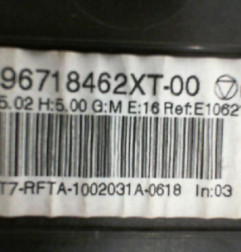 96718462XT-00
5.02 H:5.00 G:M E:16 Ref:E1062
T7-RFTA-1002031A-0618 In:03